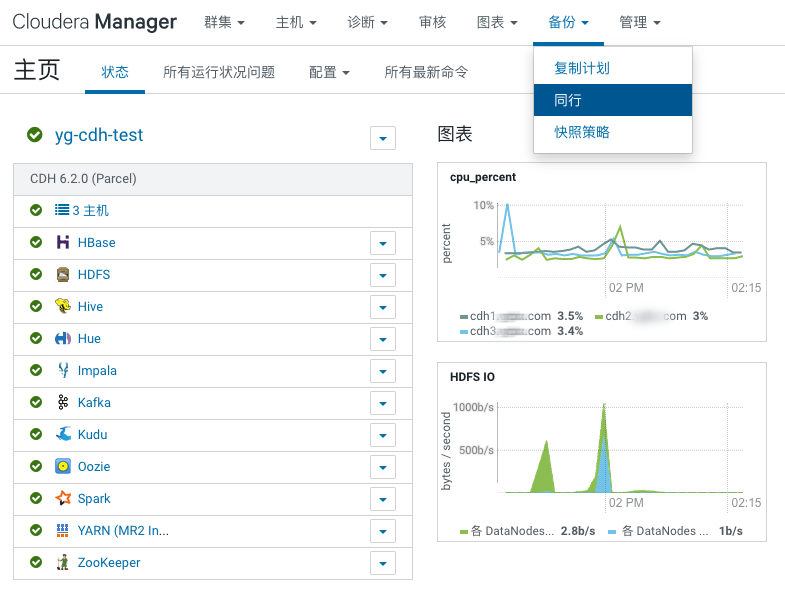 Cloudera Manager 群集 主机 诊断 审核 图表 备份 管理
主页 状态 所有运行状况问题 配置 所有最新命令
复制计划
同行
快照策略
yg-cdh-test
CDH 6.2.0 (Parcel)
3 主机
HBase
HDFS
Hive
Hue
Impala
Kafka
Kudu
Oozie
Spark
YARN (MR2 In...
ZooKeeper
图表
cpu_percent
percent
10%
5%
02 PM 02:15
cdh1 .com 3.5% cdh2 om 3%
cdh3 .com 3.4%
HDFS IO
bytes / second
1000b/s
500b/s
02 PM 02:15
各 DataNodes... 2.8b/s 各 DataNodes ... 1b/s